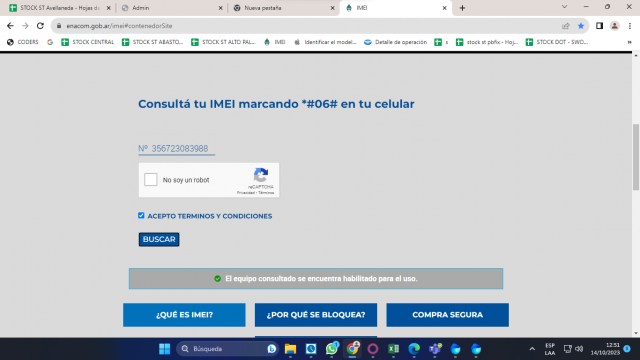 STOCK ST Avellaneda - Hojas de
Admin
Nueva pestaña
IMEI
enacom.gob.ar/imei#contenedorSite
CODERS
STOCK CENTRAL
STOCK ST ABASTO...
STOCK ST ALTO PAL...
IMEI
Identificar el model...
Detalle de operación
stock st pbfix - Hoj...
STOCK DOT - SWO...
Consultá tu IMEI marcando *#06# en tu celular
Nº 356723083988
No soy un robot
reCAPTCHA
Privacidad - Términos
ACEPTO TERMINOS Y CONDICIONES
BUSCAR
El equipo consultado se encuentra habilitado para el uso.
¿QUÉ ES IMEI?
¿POR QUÉ SE BLOQUEA?
COMPRA SEGURA
Búsqueda
ESP
LAA
12:51
14/10/2023